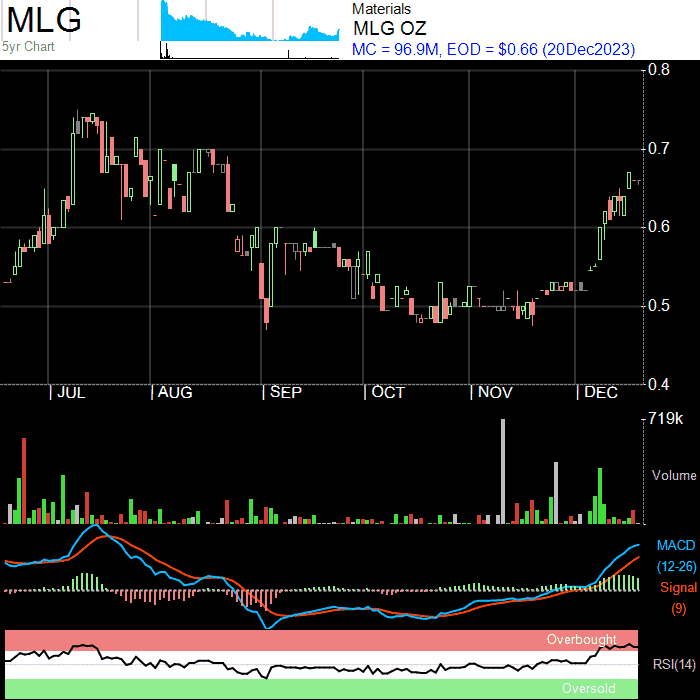 MLG
5yr Chart
Materials
MLG OZ
MC = 96.9M, EOD = $0.66 (20Dec2023)
0.8
0.7
0.6
0.5
0.4
| JUL | AUG | SEP | OCT | NOV | DEC
719k
Volume
MACD
(12-26)
Signal
(9)
Overbought
RSI(14)
Oversold